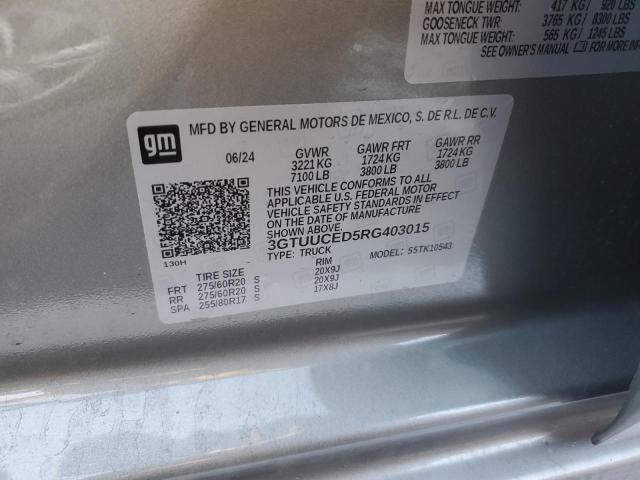 MAX TONGUE WEIGHT: 417 KG / 920 LBS
GOOSENECK TWR: 3765 KG / 8300 LBS
MAX TONGUE WEIGHT: 565 KG / 1245 LBS
SEE OWNER'S MANUAL FOR MORE INFO
gm
MFD BY GENERAL MOTORS DE MEXICO, S. DE R.L. DE C.V.
06/24 GVWR GAWR FRT GAWR RR
3221 KG 1724 KG 1724 KG
7100 LB 3800 LB 3800 LB
THIS VEHICLE CONFORMS TO ALL
APPLICABLE U.S. FEDERAL MOTOR
VEHICLE SAFETY STANDARDS IN EFFECT ON
THE DATE OF MANUFACTURE SHOWN ABOVE.
3GTUUCED5RG403015
TYPE: TRUCK MODEL: 55TK10543
130H
TIRE SIZE RIM
FRT 275/60R20 S 20X9J
RR 275/60R20 S 20X9J
SPA 255/80R17 S 17X8J